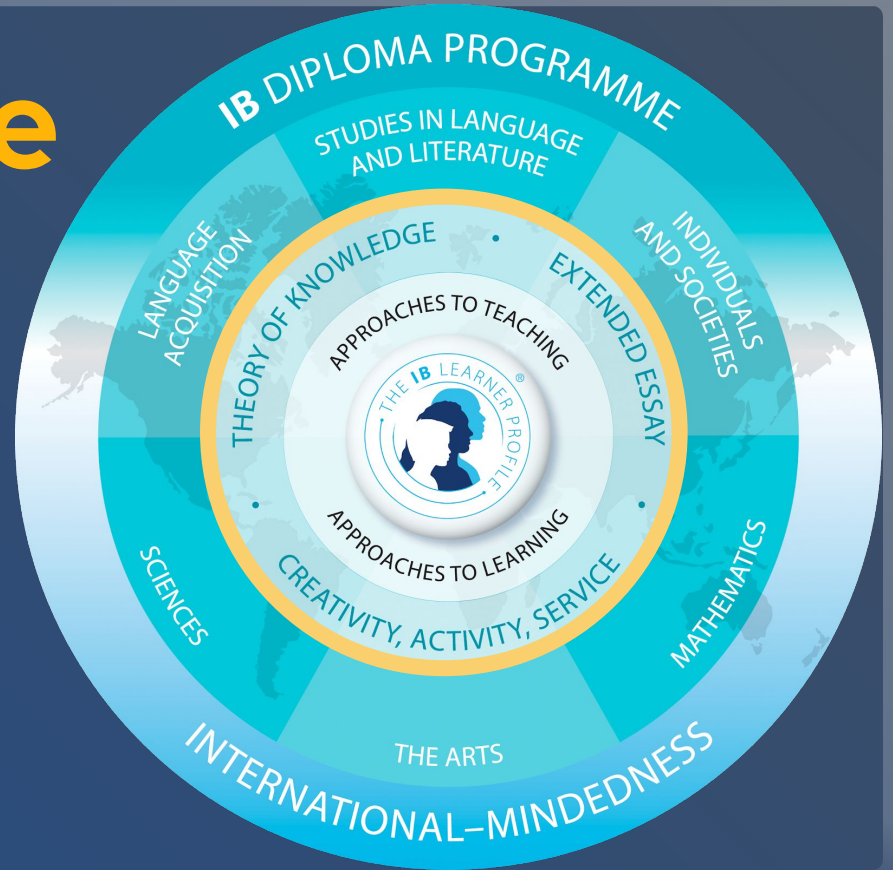 e
IB DIPLOMA PROGRAMME
STUDIES IN LANGUAGE
AND LITERATURE
LANGUAGE
ACQUISITION
INDIVIDUALS
AND SOCIETIES
THEORY OF KNOWLEDGE
•
EXTENDED ESSAY
APPROACHES TO TEACHING
• THE IB LEARNER PROFILE • ®
APPROACHES TO LEARNING
•
•
CREATIVITY, ACTIVITY, SERVICE
SCIENCES
MATHEMATICS
THE ARTS
INTERNATIONAL–MINDEDNESS